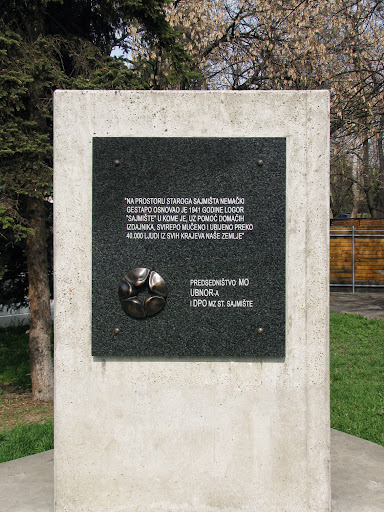 "NA PROSTORU STAROGA SAJMIŠTA NEMAČKI
GESTAPO OSNOVAO JE 1941 GODINE LOGOR
"SAJMIŠTE" U KOME JE, UZ POMOĆ DOMAĆIH
IZDAJNIKA, SVIREPO MUČENO I UBIJENO PREKO
40.000 LJUDI IZ SVIH KRAJEVA NAŠE ZEMLJE"
PREDSEDNIŠTVO MO
UBNOR-A
I DPO MZ ST. SAJMIŠTE